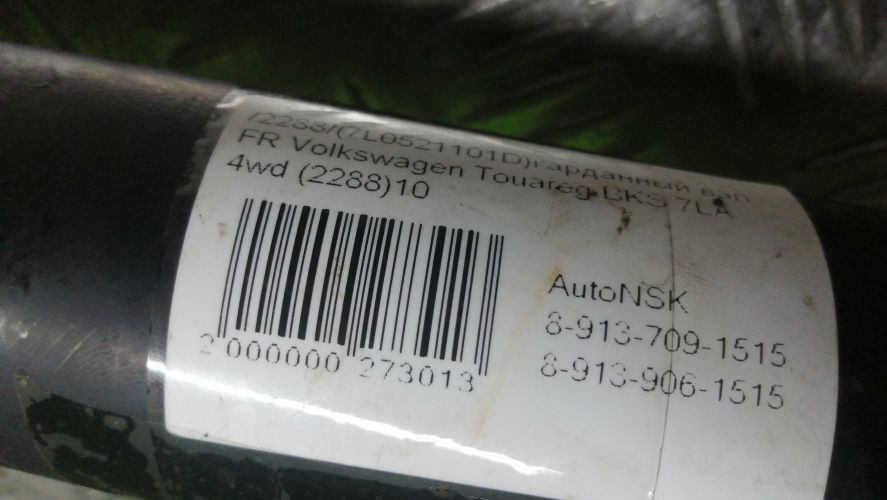 /2288/(7L0521101D)карданный вал
FR Volkswagen Touareg BKS 7LA
4wd (2288)10
2 000000 273013
AutoNSK
8-913-709-1515
8-913-906-1515